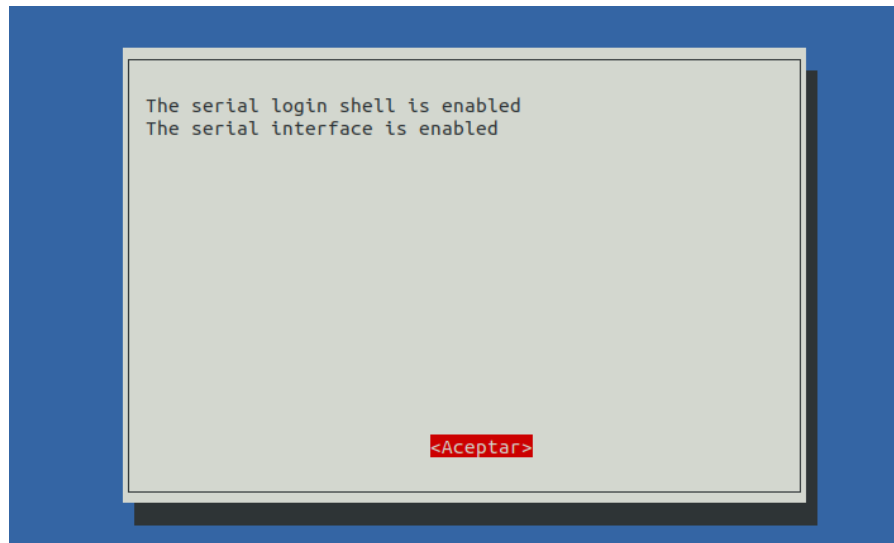 The serial login shell is enabled
The serial interface is enabled
<Aceptar>